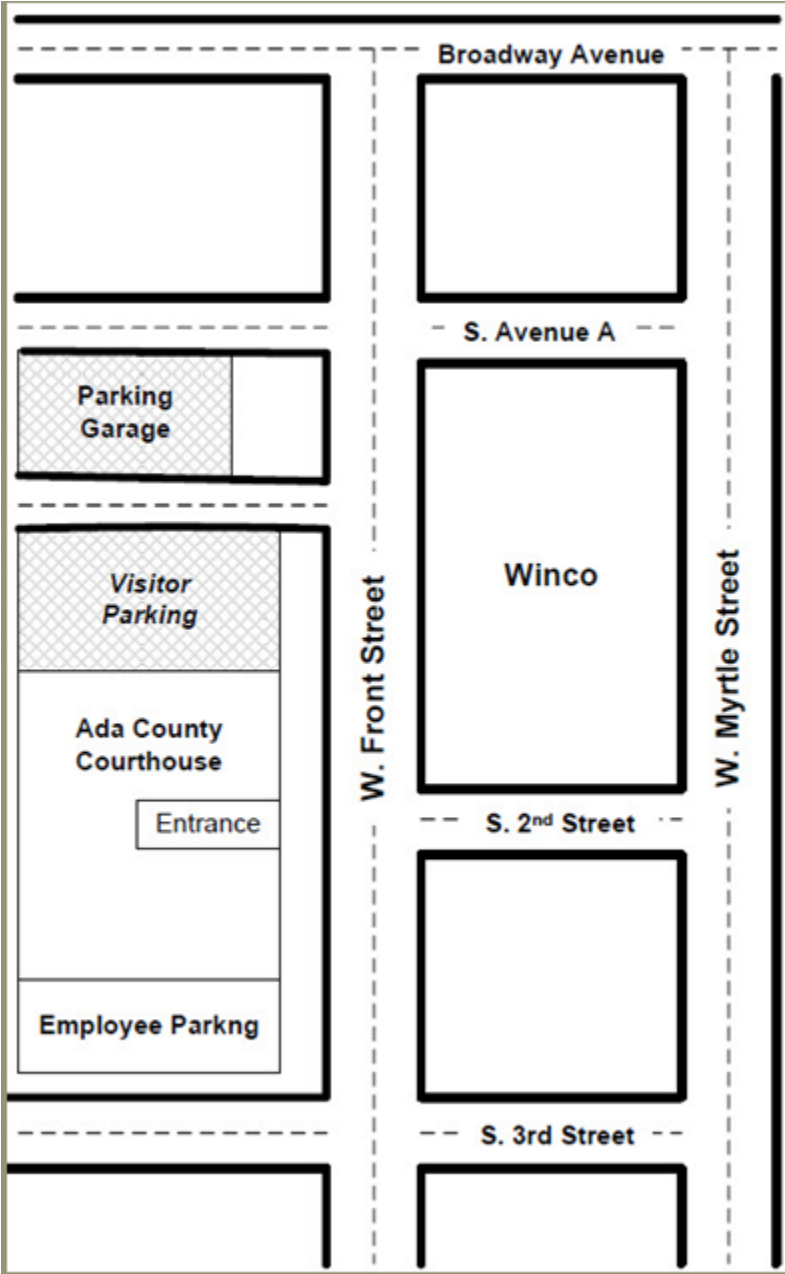 Broadway Avenue
S. Avenue A
Parking
Garage
Visitor
Parking
Winco
W. Front Street
W. Myrtle Street
Ada County
Courthouse
Entrance
S. 2nd Street
Employee Parkng
S. 3rd Street